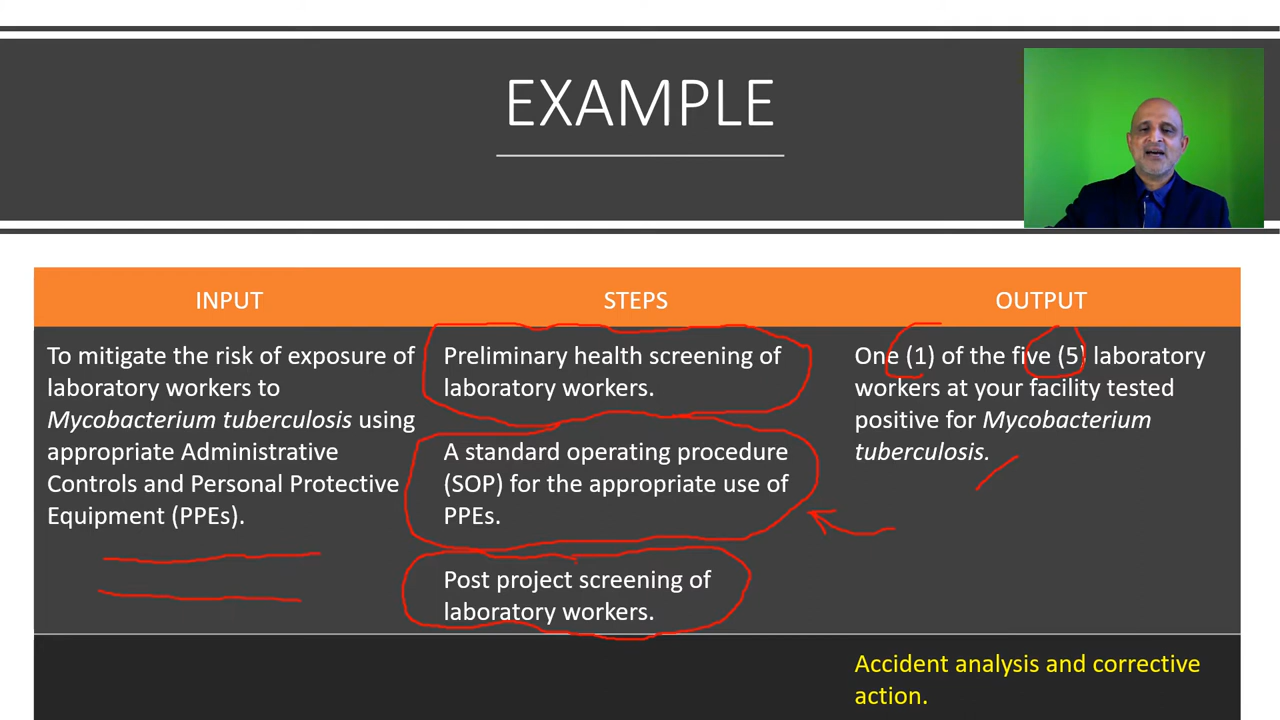 EXAMPLE
INPUT
STEPS
OUTPUT
To mitigate the risk of exposure of
laboratory workers to
Mycobacterium tuberculosis using
appropriate Administrative
Controls and Personal Protective
Equipment (PPEs).
Preliminary health screening of
laboratory workers.
A standard operating procedure
(SOP) for the appropriate use of
PPEs.
Post project screening of
laboratory workers.
One (1) of the five (5) laboratory
workers at your facility tested
positive for Mycobacterium
tuberculosis.
Accident analysis and corrective
action.